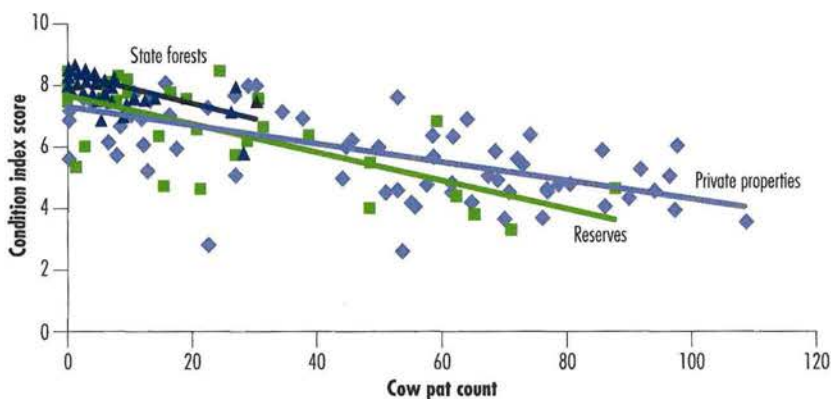 10
8
6
4
2
0
Condition index score
State forests
Private properties
Reserves
0 20 40 60 80 100 120
Cow pat count